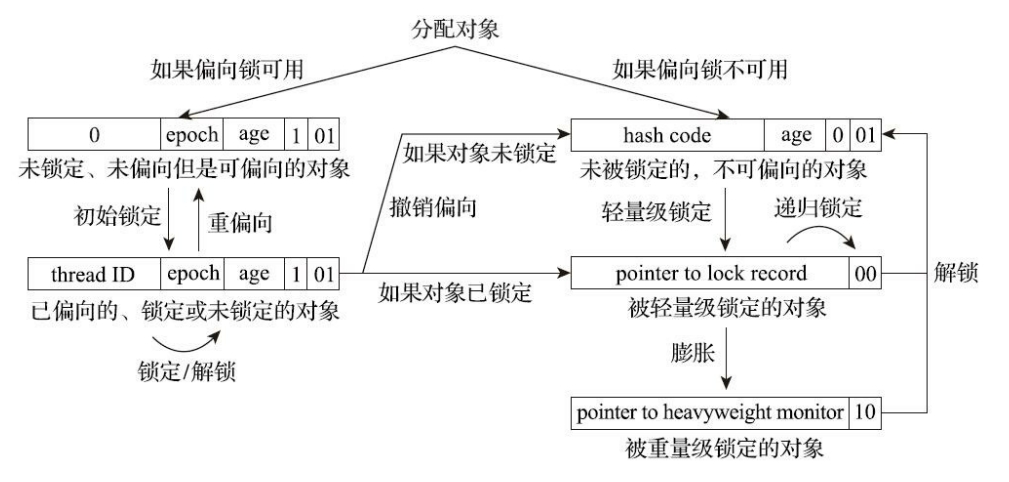 分配对象
如果偏向锁可用
如果偏向锁不可用
0 epoch age 1 01
未锁定、未偏向但是可偏向的对象
hash code age 0 01
未被锁定的，不可偏向的对象
如果对象未锁定
初始锁定
重偏向
撤销偏向
轻量级锁定
递归锁定
thread ID epoch age 1 01
已偏向的、锁定或未锁定的对象
锁定/解锁
如果对象已锁定
pointer to lock record 00
被轻量级锁定的对象
解锁
膨胀
pointer to heavyweight monitor 10
被重量级锁定的对象